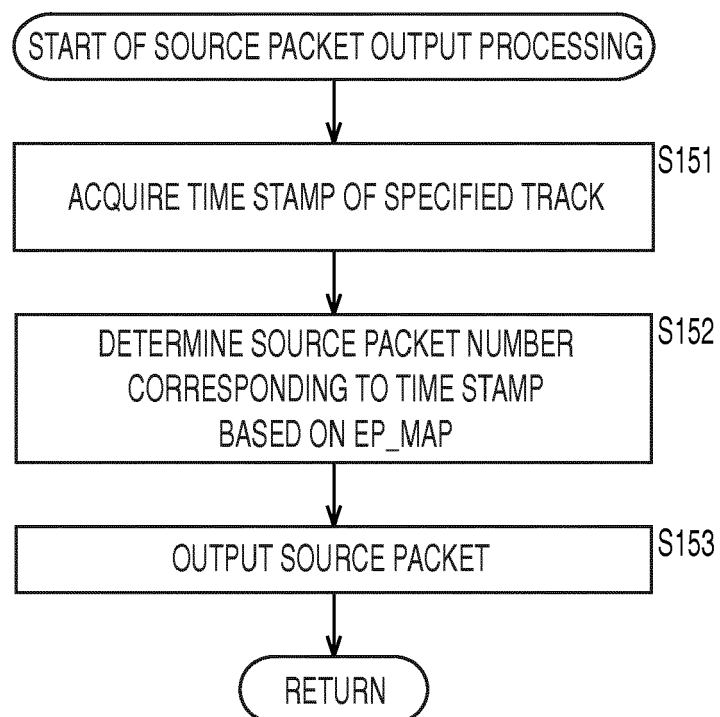 START OF SOURCE PACKET OUTPUT PROCESSING
S151
ACQUIRE TIME STAMP OF SPECIFIED TRACK
S152
DETERMINE SOURCE PACKET NUMBER
CORRESPONDING TO TIME STAMP
BASED ON EP_MAP
S153
OUTPUT SOURCE PACKET
RETURN